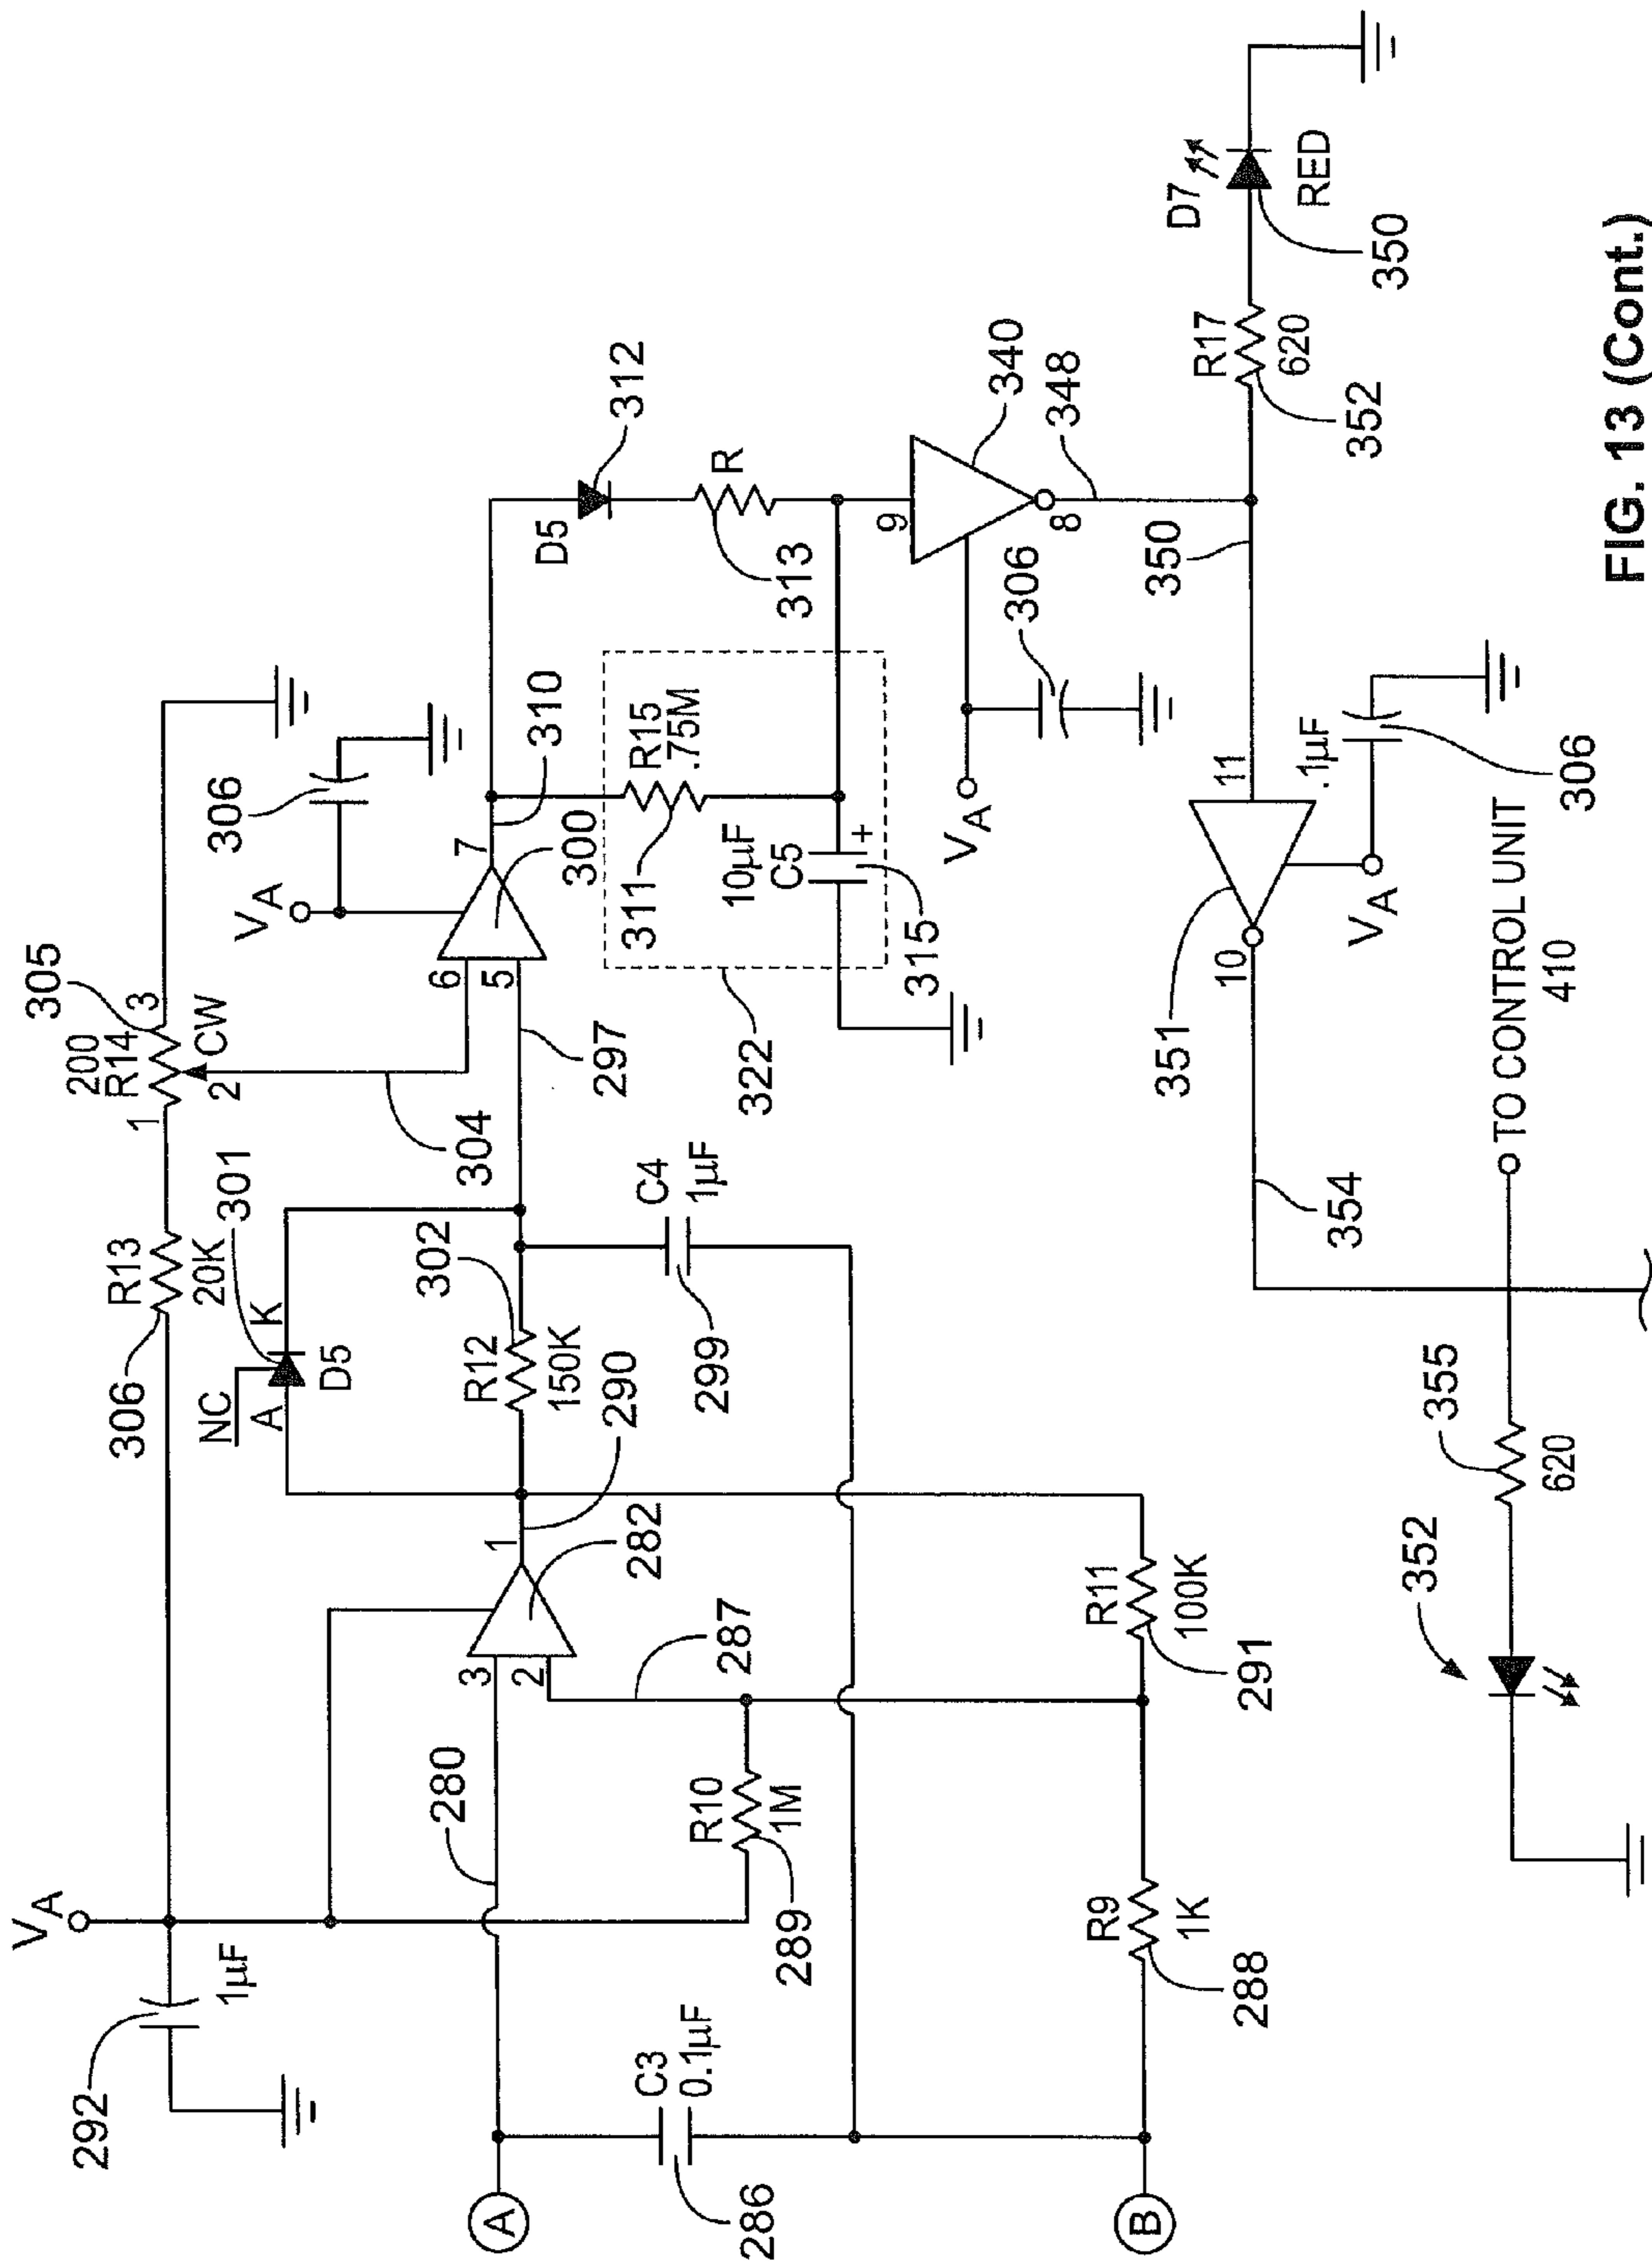 V A
292
1µF
306
R13
20K
NC
A
K
301
D5
305
200
R14
1
2
3
CW
304
V A
306
280
3
2
1
282
290
R12
150K
302
297
6
5
7
300
310
D5
312
R
313
R15
.75M
311
10µF
C5
+
315
322
A
C3
0.1µF
286
R10
1M
289
287
C4
1µF
299
B
R9
1K
288
R11
100K
291
9
8
340
348
V A
306
350
R17
620
352
D7
RED
350
351
10
11
.1µF
306
V A
354
TO CONTROL UNIT
410
355
620
352
FIG. 13 (Cont.)